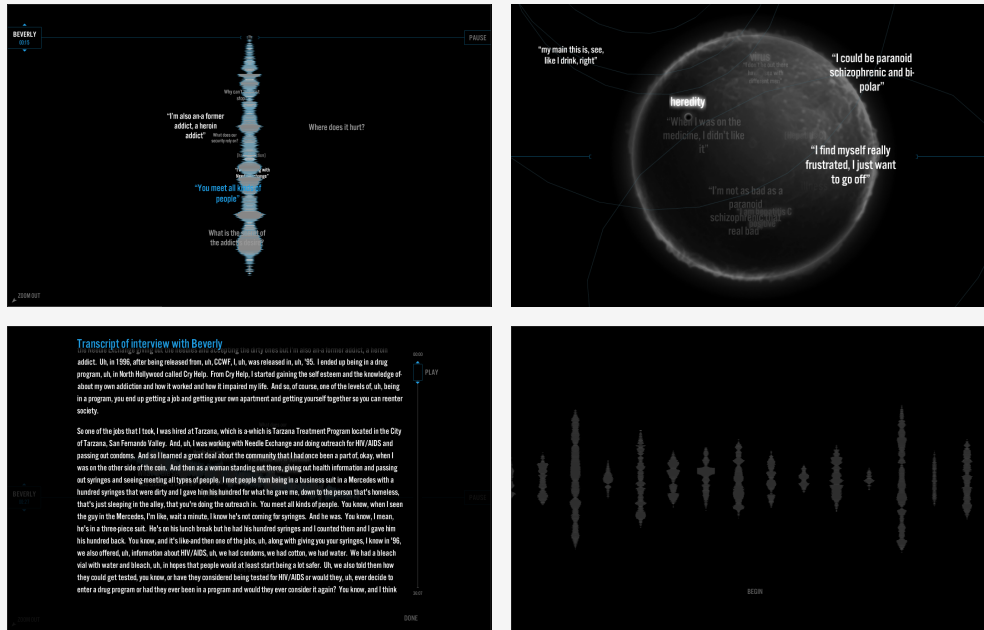 BEVERLY
00:15
PAUSE
Why can't
"I'm also an-a former
addict, a heroin
addict"
What does our
security rely on?
Where does it hurt?
"You meet all kinds of
people"
What is the
of the
ZOOM OUT
"my main this is, see,
like I drink, right"
virus
"I could be paranoid
schizophrenic and bi-
polar"
heredity
"When I was on the
medicine, I didn't like
it"
"I find myself really
frustrated, I just want
to go off"
"I'm not as bad as a
paranoid
schizophrenic
real bad"
Transcript of interview with Beverly
addict. Uh, in 1996, after being released from, uh, CCWF, I, uh, was released in, uh, '95. I ended up being in a drug
program, uh, in North Hollywood called Cry Help. From Cry Help, I started gaining the self esteem and the knowledge of-
about my own addiction and how it worked and how it impaired my life. And so, of course, one of the levels of, uh, being
in a program, you end up getting a job and getting your own apartment and getting yourself together so you can reenter
society.
So one of the jobs that I took, I was hired at Tarzana, which is a-which is Tarzana Treatment Program located in the City
of Tarzana, San Fernando Valley. And, uh, I was working with Needle Exchange and doing outreach for HIV/AIDS and
passing out condoms. And so I learned a great deal about the community that I had once been a part of, okay, when I
was on the other side of the coin. And then as a woman standing out there, giving out health information and passing
out syringes and seeing-meeting all types of people. I met people from being in a business suit in a Mercedes with a
hundred syringes that were dirty and I gave him his hundred for what he gave me, down to the person that's homeless,
that's just sleeping in the alley, that you're doing the outreach in. You meet all kinds of people. You know, when I seen
the guy in the Mercedes, I'm like, wait a minute, I know he's not coming for syringes. And he was. You know, I mean,
he's in a three-piece suit. He's on his lunch break but he had his hundred syringes and I counted them and I gave him
his hundred back. You know, and it's like-and then one of the jobs, uh, along with giving you your syringes, I know in '96,
we also offered, uh, information about HIV/AIDS, uh, we had condoms, we had cotton, we had water. We had a bleach
vial with water and bleach, uh, in hopes that people would at least start being a lot safer. Uh, we also told them how
they could get tested, you know, or have they considered being tested for HIV/AIDS or would they, uh, ever decide to
enter a drug program or had they ever been in a program and would they ever consider it again? You know, and I think
00:00
PLAY
BEVERLY
DONE
BEGIN